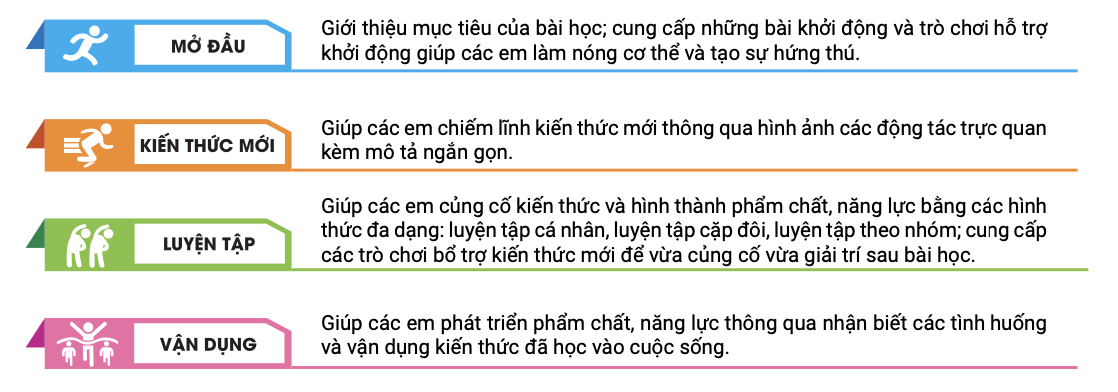 MỞ ĐẦU
Giới thiệu mục tiêu của bài học; cung cấp những bài khởi động và trò chơi hỗ trợ
khởi động giúp các em làm nóng cơ thể và tạo sự hứng thú.
KIẾN THỨC MỚI
Giúp các em chiếm lĩnh kiến thức mới thông qua hình ảnh các động tác trực quan
kèm mô tả ngắn gọn.
LUYỆN TẬP
Giúp các em củng cố kiến thức và hình thành phẩm chất, năng lực bằng các hình
thức đa dạng: luyện tập cá nhân, luyện tập cặp đôi, luyện tập theo nhóm; cung cấp
các trò chơi bổ trợ kiến thức mới để vừa củng cố vừa giải trí sau bài học.
VẬN DỤNG
Giúp các em phát triển phẩm chất, năng lực thông qua nhận biết các tình huống
và vận dụng kiến thức đã học vào cuộc sống.